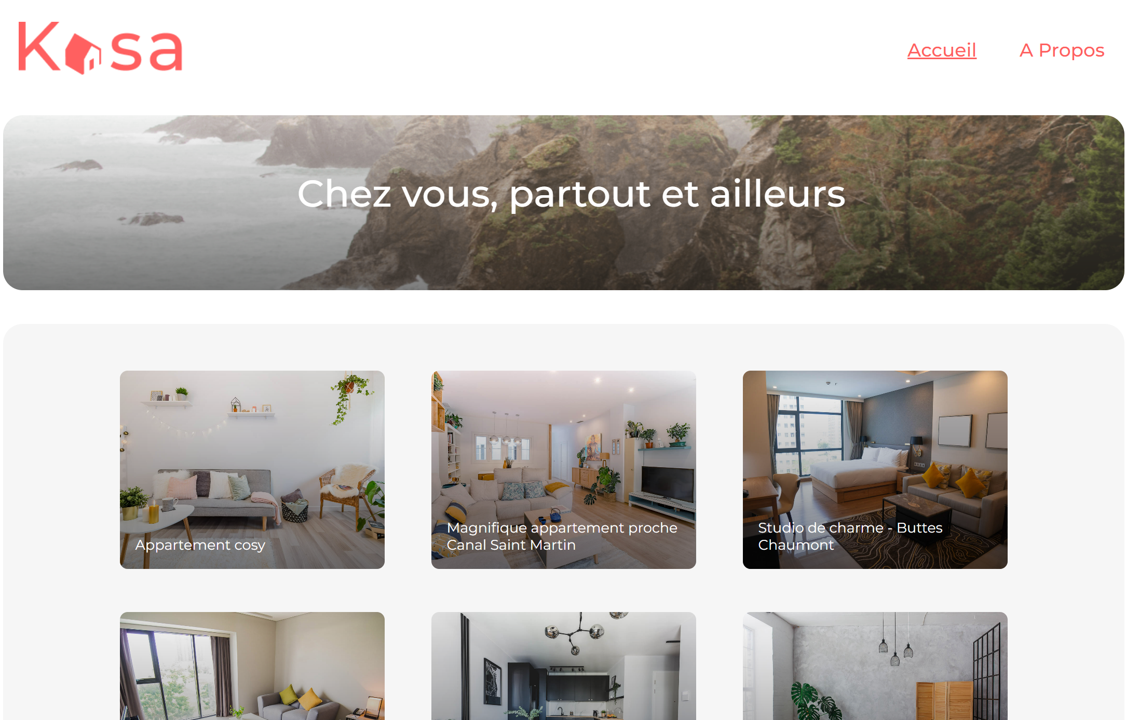 Kasa
Accueil
A Propos
Chez vous, partout et ailleurs
Appartement cosy
Magnifique appartement proche
Canal Saint Martin
Studio de charme - Buttes
Chaumont